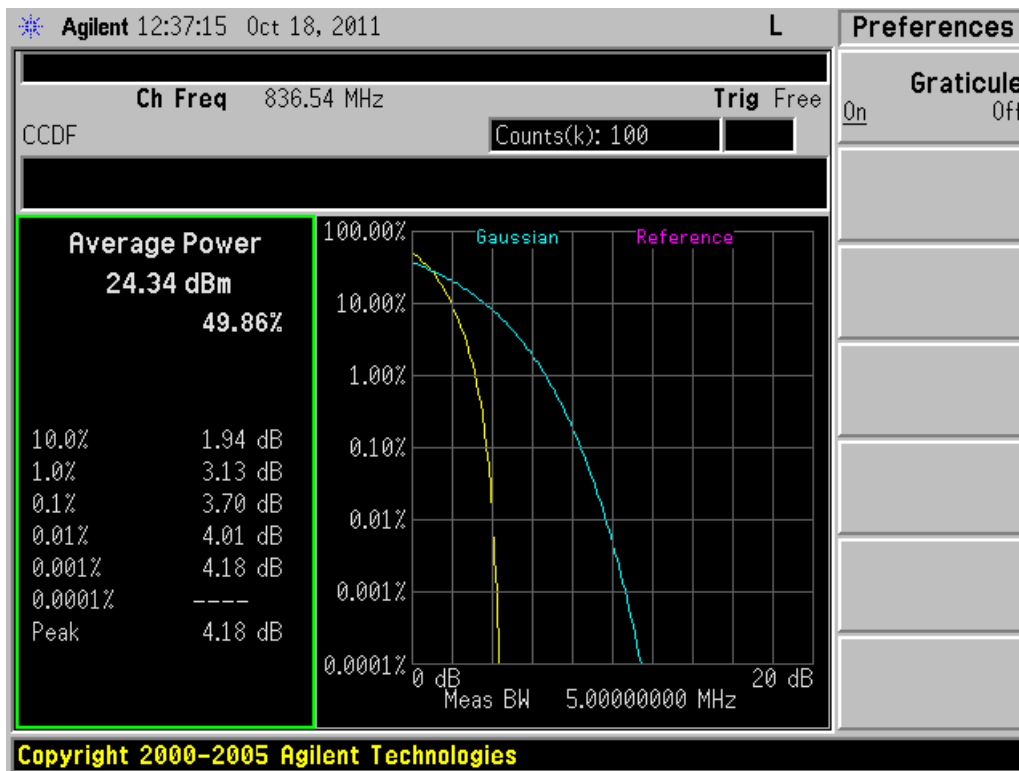 Agilent 12:37:15 Oct 18, 2011 L
Preferences
Ch Freq 836.54 MHz Trig Free
CCDF Counts(k): 100
Graticule
On Off
Average Power
24.34 dBm
49.86%
10.0% 1.94 dB
1.0% 3.13 dB
0.1% 3.70 dB
0.01% 4.01 dB
0.001% 4.18 dB
0.0001% ----
Peak 4.18 dB
Gaussian Reference
100.00%
10.00%
1.00%
0.10%
0.01%
0.001%
0.0001%
0 dB 20 dB
Meas BW 5.00000000 MHz
Copyright 2000-2005 Agilent Technologies